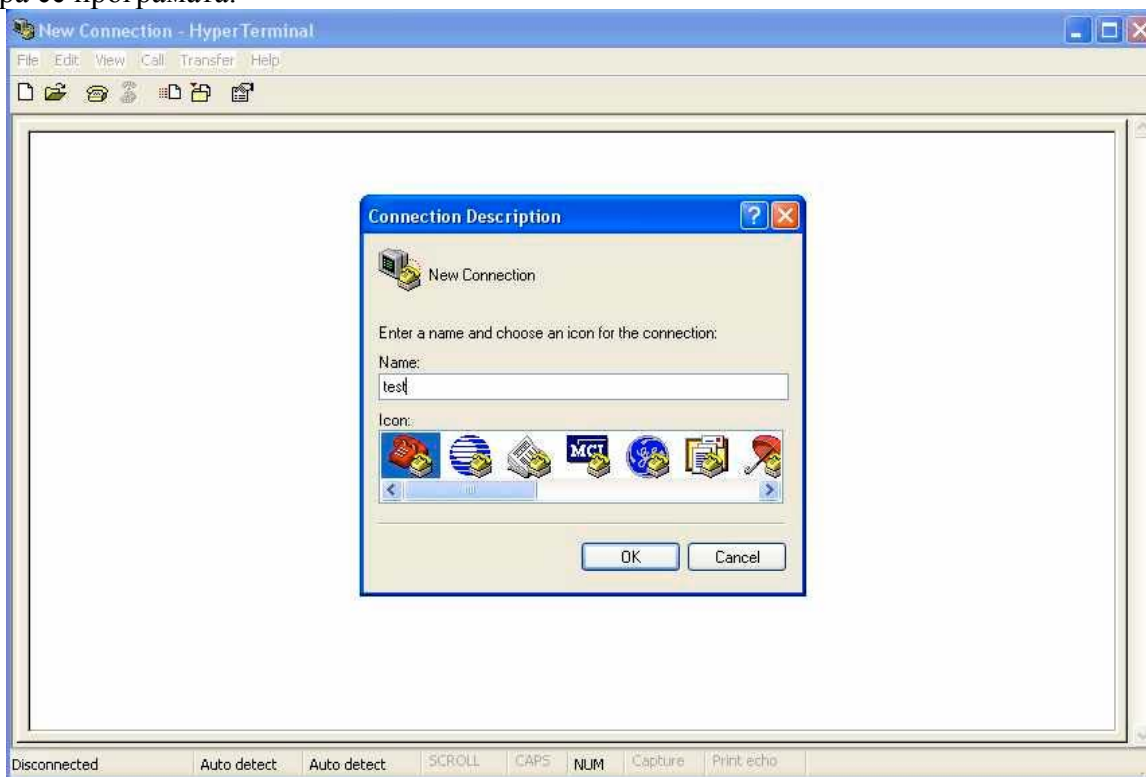 се програмата.
New Connection - HyperTerminal
File Edit View Call Transfer Help
Connection Description
New Connection
Enter a name and choose an icon for the connection:
Name:
test
Icon:
MCI
OK Cancel
Disconnected Auto detect Auto detect SCROLL CAPS NUM Capture Print echo